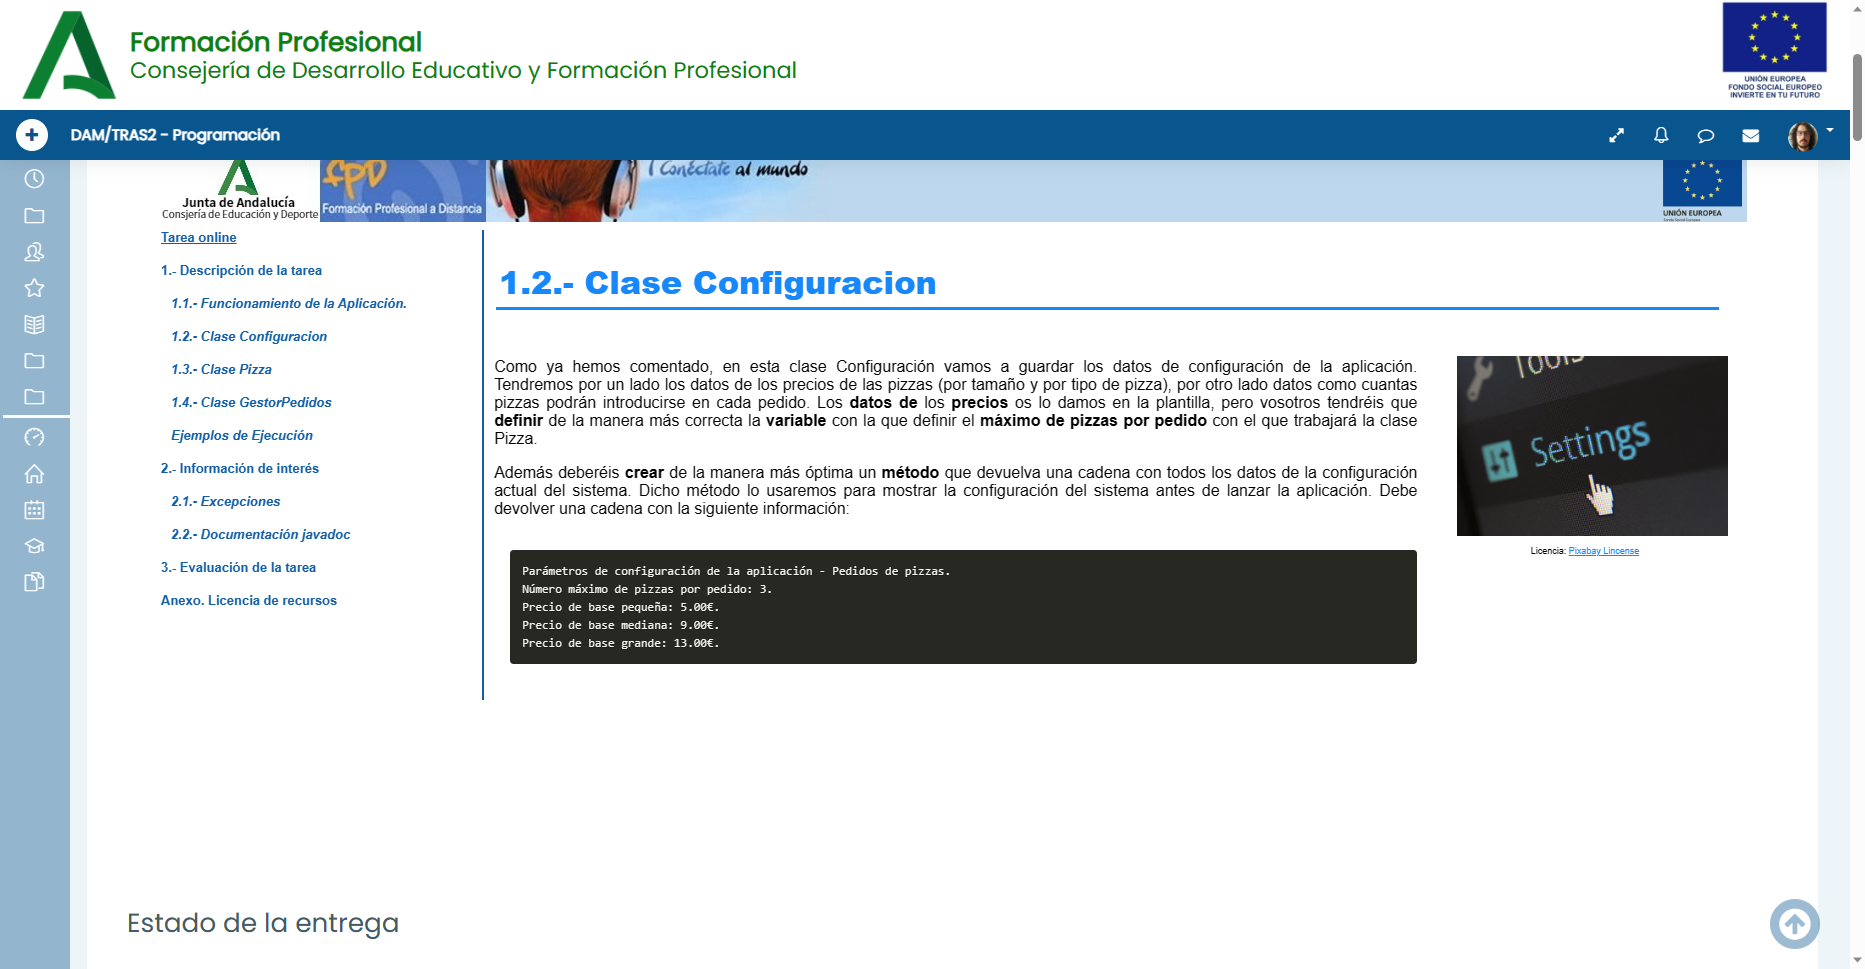 Formación Profesional
Consejería de Desarrollo Educativo y Formación Profesional
UNIÓN EUROPEA
FONDO SOCIAL EUROPEO
INVIERTE EN TU FUTURO
DAM/TRAS2 - Programación
Junta de Andalucía
Consejería de Educación y Deporte
fpD
Formación Profesional a Distancia
Conéctate al mundo
UNIÓN EUROPEA
Fondo Social Europeo
Tarea online
1.- Descripción de la tarea
1.1.- Funcionamiento de la Aplicación.
1.2.- Clase Configuracion
1.3.- Clase Pizza
1.4.- Clase GestorPedidos
Ejemplos de Ejecución
2.- Información de interés
2.1.- Excepciones
2.2.- Documentación javadoc
3.- Evaluación de la tarea
Anexo. Licencia de recursos
1.2.- Clase Configuracion
Como ya hemos comentado, en esta clase Configuración vamos a guardar los datos de configuración de la aplicación.
Tendremos por un lado los datos de los precios de las pizzas (por tamaño y por tipo de pizza), por otro lado datos como cuantas
pizzas podrán introducirse en cada pedido. Los datos de los precios os lo damos en la plantilla, pero vosotros tendréis que
definir de la manera más correcta la variable con la que definir el máximo de pizzas por pedido con el que trabajará la clase
Pizza.
Además deberéis crear de la manera más óptima un método que devuelva una cadena con todos los datos de la configuración
actual del sistema. Dicho método lo usaremos para mostrar la configuración del sistema antes de lanzar la aplicación. Debe
devolver una cadena con la siguiente información:
Parámetros de configuración de la aplicación - Pedidos de pizzas.
Número máximo de pizzas por pedido: 3.
Precio de base pequeña: 5.00€.
Precio de base mediana: 9.00€.
Precio de base grande: 13.00€.
Tools
Settings
Licencia: Pixabay Lincense
Estado de la entrega